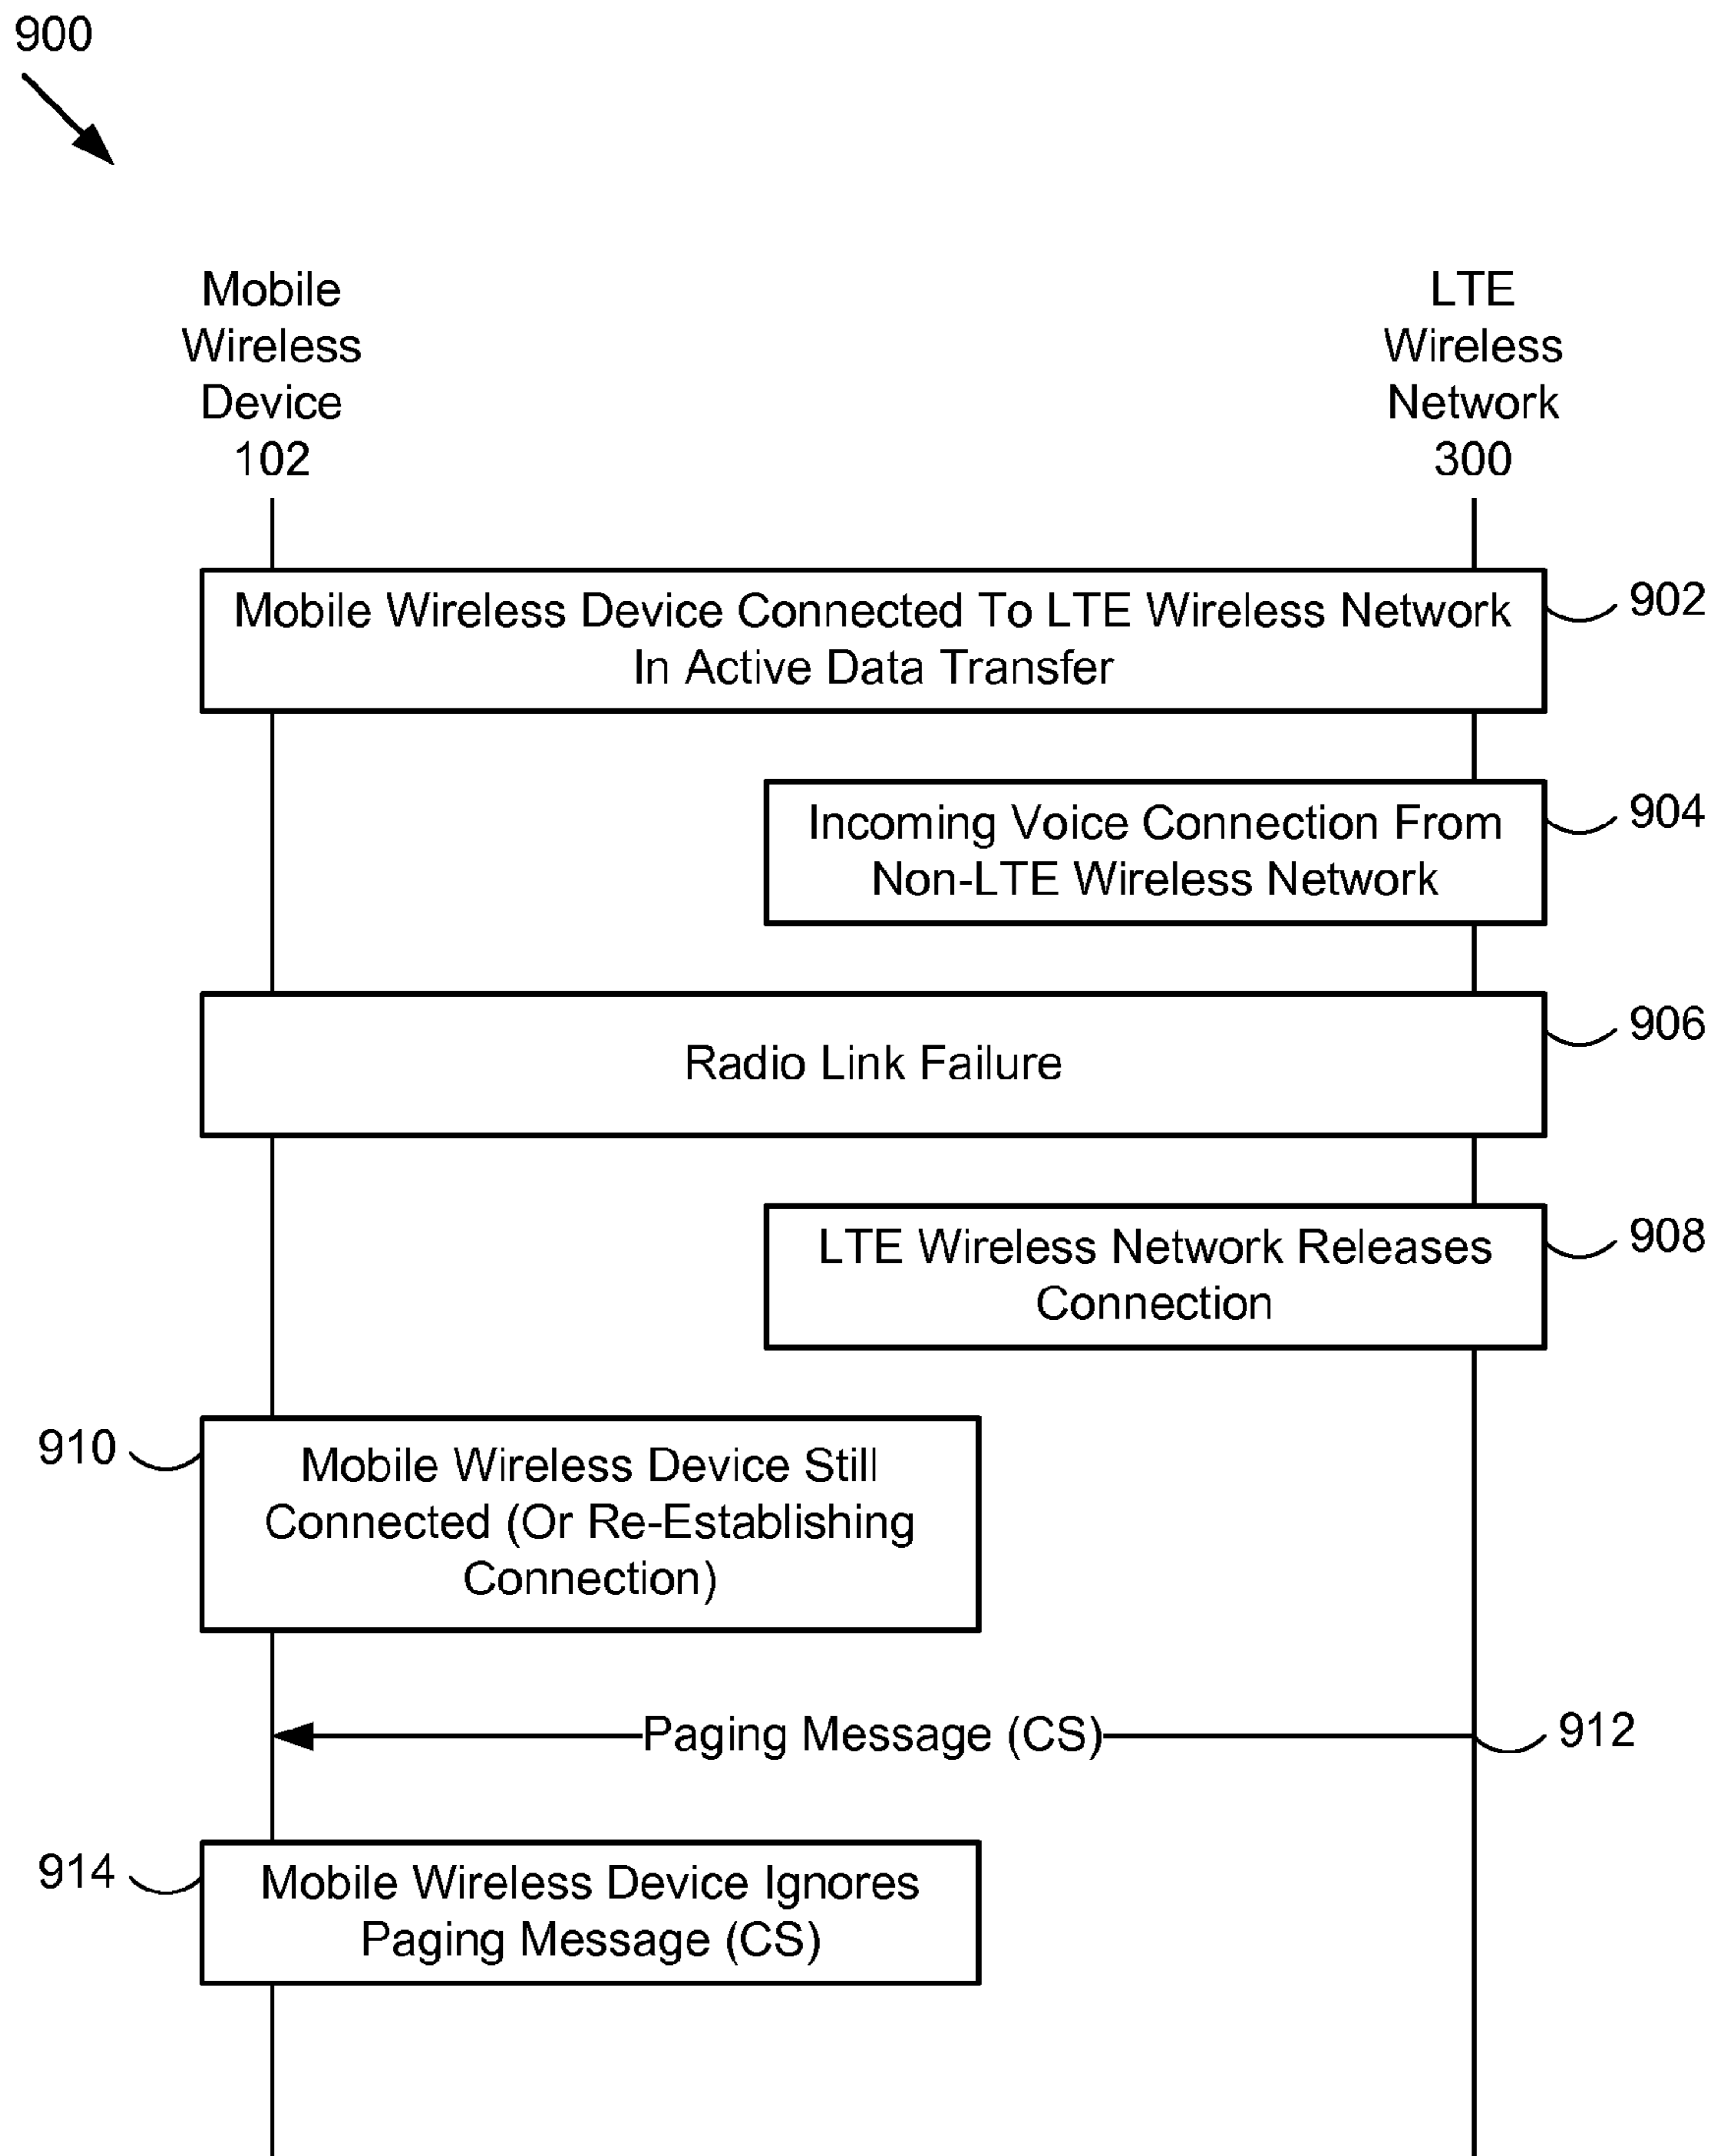 900
Mobile
Wireless
Device
102
LTE
Wireless
Network
300
Mobile Wireless Device Connected To LTE Wireless Network
In Active Data Transfer
902
Incoming Voice Connection From
Non-LTE Wireless Network
904
Radio Link Failure
906
LTE Wireless Network Releases
Connection
908
910
Mobile Wireless Device Still
Connected (Or Re-Establishing
Connection)
Paging Message (CS)
912
914
Mobile Wireless Device Ignores
Paging Message (CS)